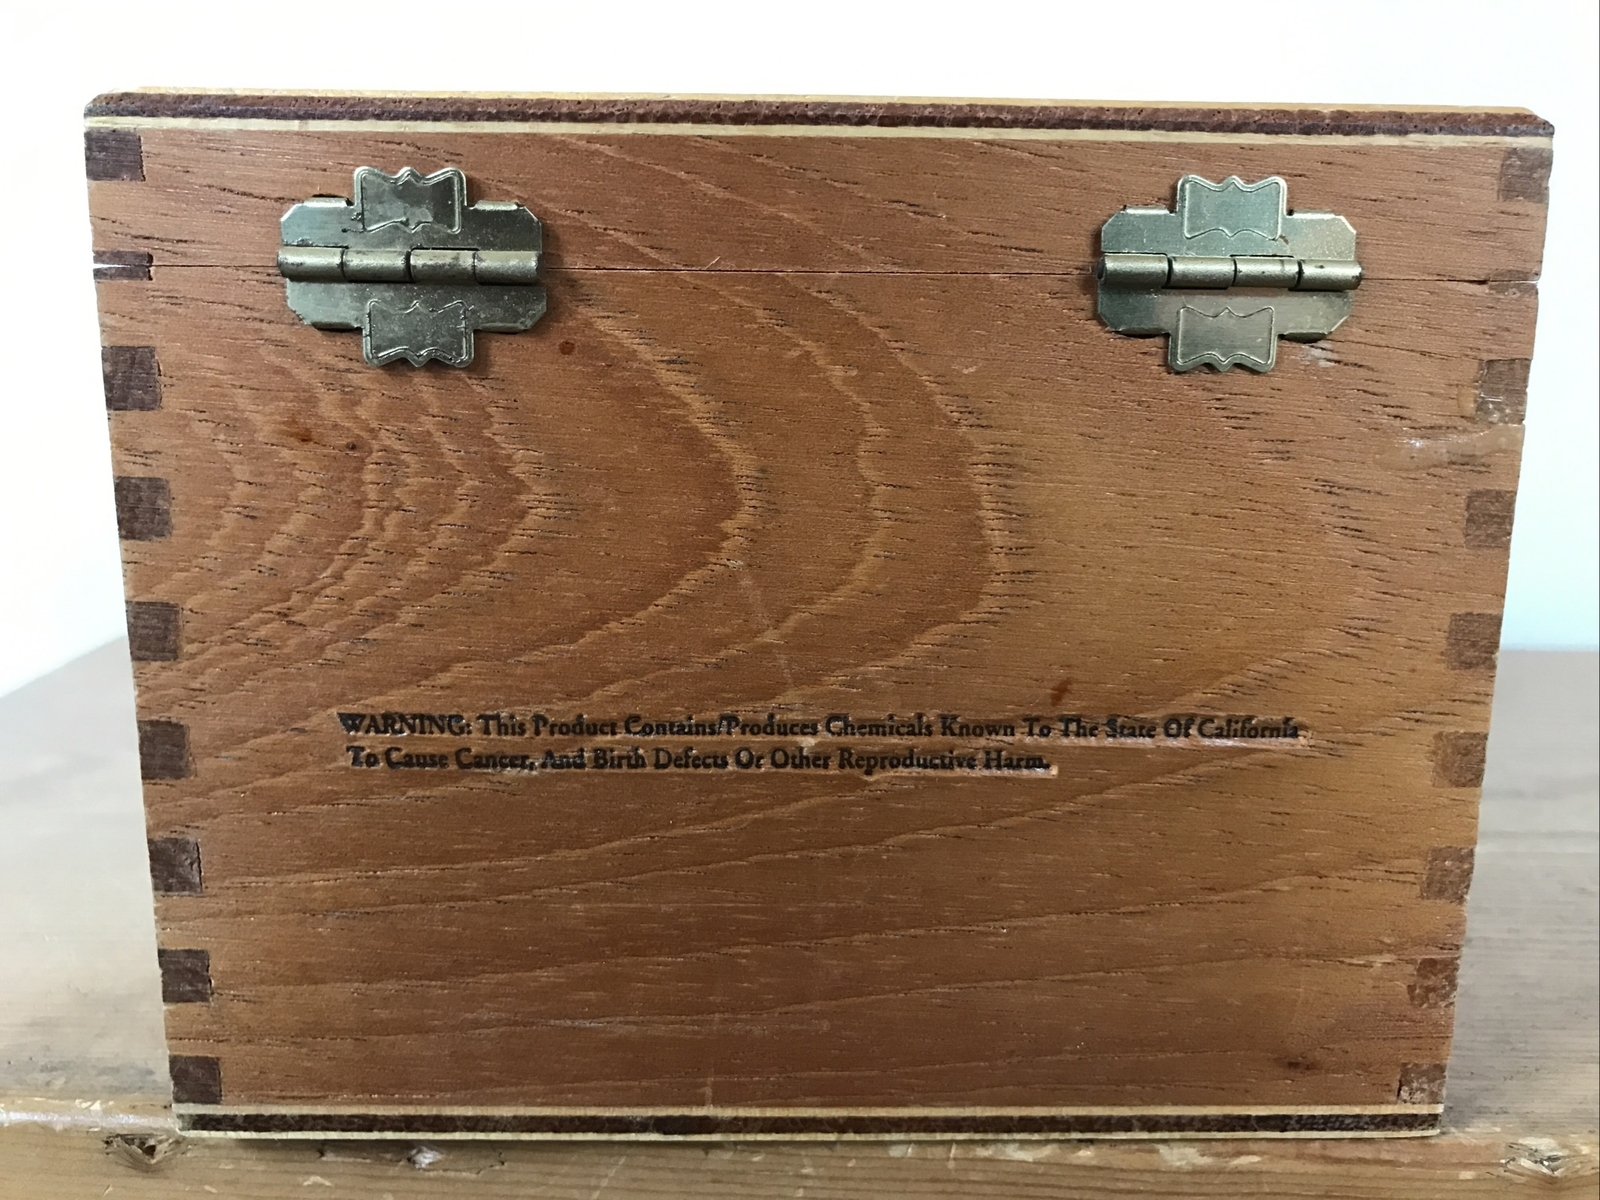 WARNING: This Product Contains/Produces Chemicals Known To The State Of California
To Cause Cancer, And Birth Defects Or Other Reproductive Harm.